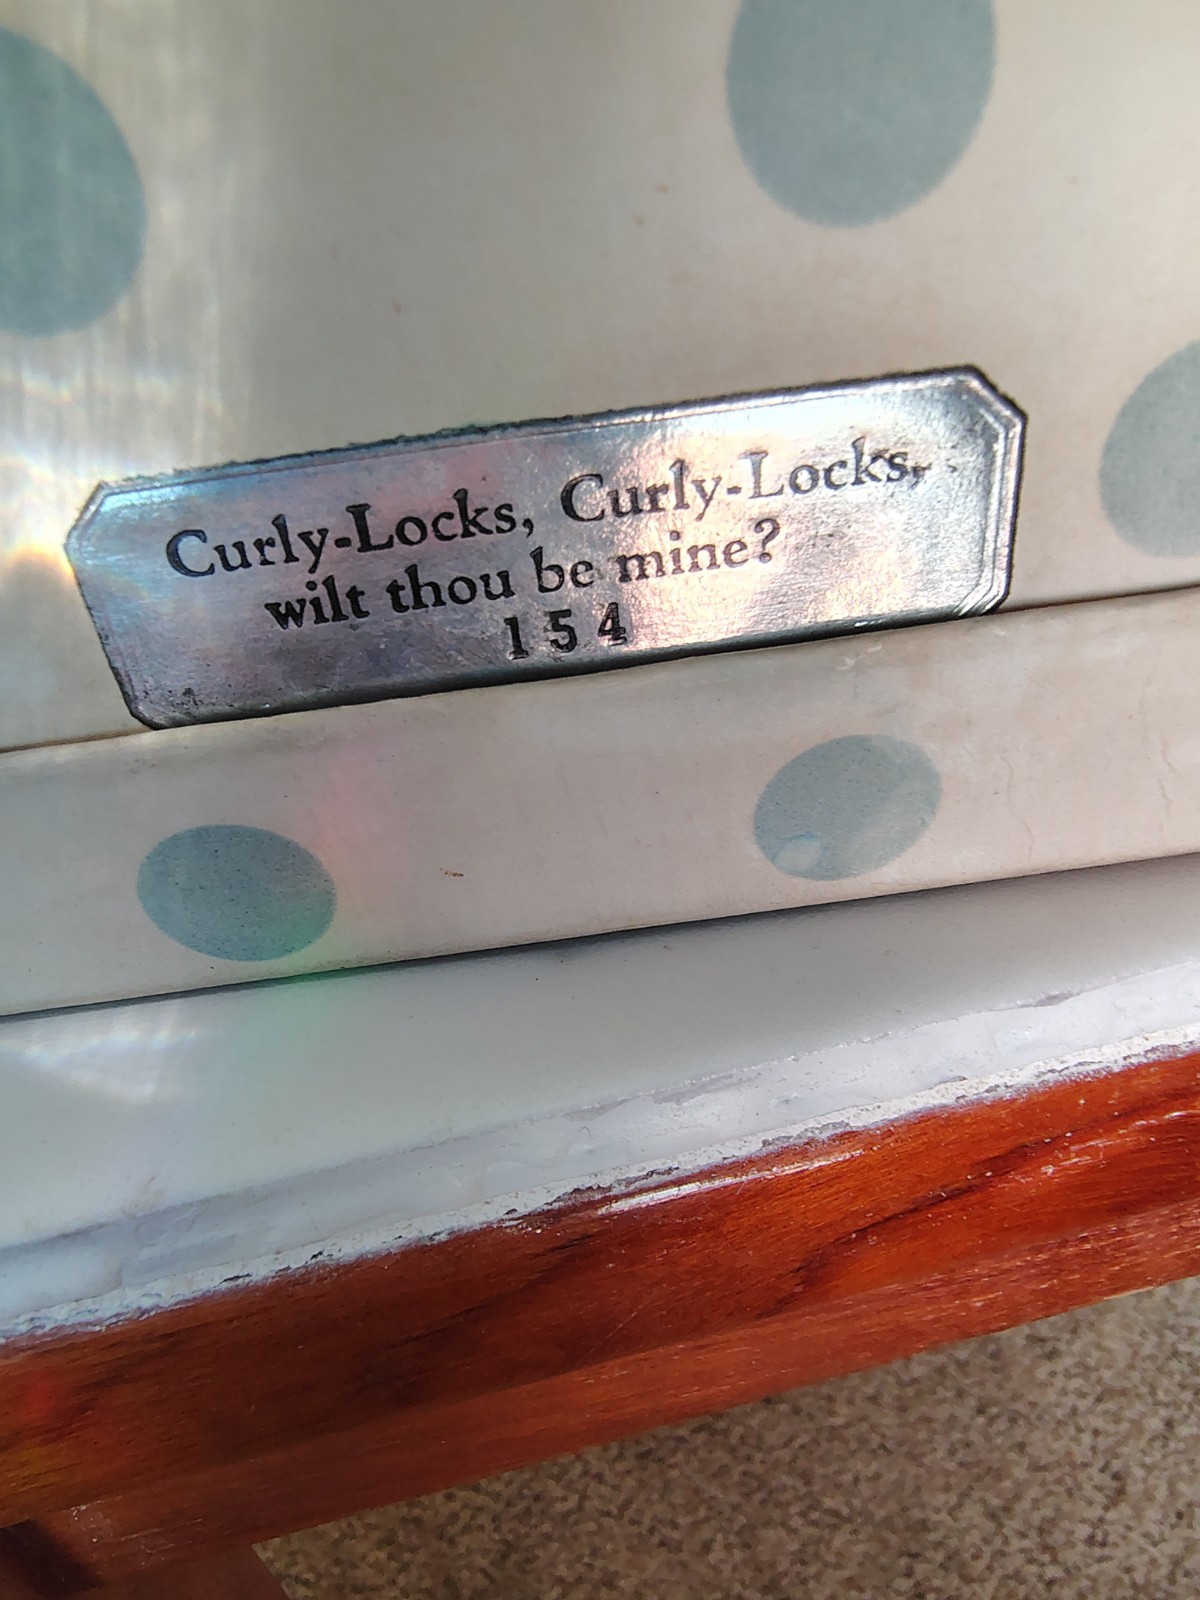 Curly-Locks, Curly-Locks,
wilt thou be mine?
154